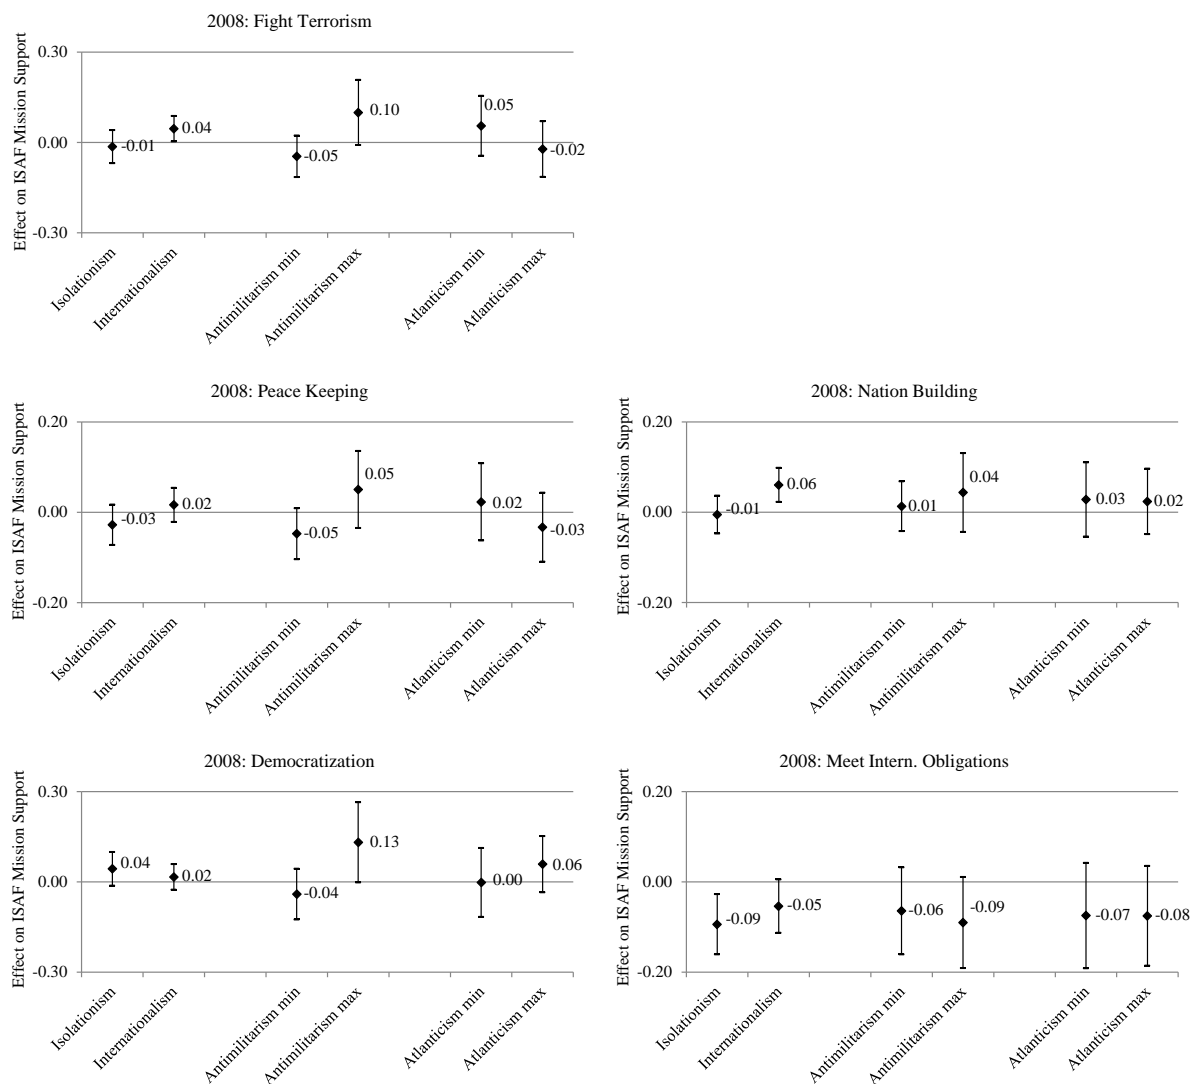 2008: Fight Terrorism
Effect on ISAF Mission Support
0.30
0.00
-0.30
-0.01
0.04
-0.05
0.10
0.05
-0.02
Isolationism
Internationalism
Antimilitarism min
Antimilitarism max
Atlanticism min
Atlanticism max
2008: Peace Keeping
Effect on ISAF Mission Support
0.20
0.00
-0.20
-0.03
0.02
-0.05
0.05
0.02
-0.03
Isolationism
Internationalism
Antimilitarism min
Antimilitarism max
Atlanticism min
Atlanticism max
2008: Nation Building
Effect on ISAF Mission Support
0.20
0.00
-0.20
-0.01
0.06
0.01
0.04
0.03
0.02
Isolationism
Internationalism
Antimilitarism min
Antimilitarism max
Atlanticism min
Atlanticism max
2008: Democratization
Effect on ISAF Mission Support
0.30
0.00
-0.30
0.04
0.02
-0.04
0.13
0.00
0.06
Isolationism
Internationalism
Antimilitarism min
Antimilitarism max
Atlanticism min
Atlanticism max
2008: Meet Intern. Obligations
Effect on ISAF Mission Support
0.20
0.00
-0.20
-0.09
-0.05
-0.06
-0.09
-0.07
-0.08
Isolationism
Internationalism
Antimilitarism min
Antimilitarism max
Atlanticism min
Atlanticism max